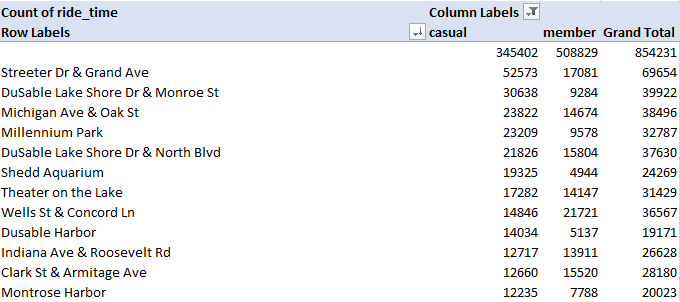 Count of ride_time Column Labels
Row Labels casual member Grand Total
345402 508829 854231
Streeter Dr & Grand Ave 52573 17081 69654
DuSable Lake Shore Dr & Monroe St 30638 9284 39922
Michigan Ave & Oak St 23822 14674 38496
Millennium Park 23209 9578 32787
DuSable Lake Shore Dr & North Blvd 21826 15804 37630
Shedd Aquarium 19325 4944 24269
Theater on the Lake 17282 14147 31429
Wells St & Concord Ln 14846 21721 36567
Dusable Harbor 14034 5137 19171
Indiana Ave & Roosevelt Rd 12717 13911 26628
Clark St & Armitage Ave 12660 15520 28180
Montrose Harbor 12235 7788 20023